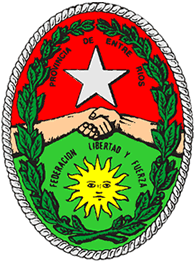 PROVINCIA DE ENTRE RIOS
FEDERACION LIBERTAD Y FUERZA